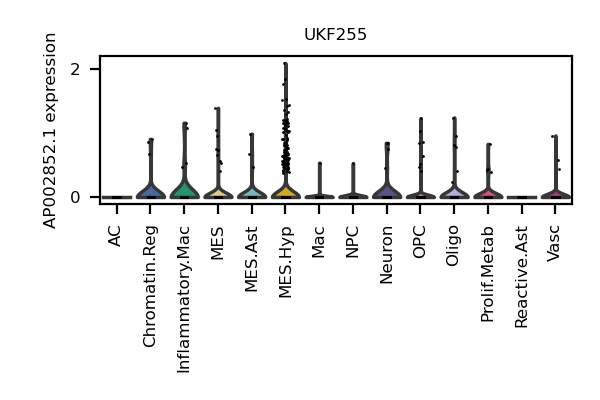 UKF255
AP002852.1 expression
2
0
AC
Chromatin.Reg
Inflammatory.Mac
MES
MES.Ast
MES.Hyp
Mac
NPC
Neuron
OPC
Oligo
Prolif.Metab
Reactive.Ast
Vasc